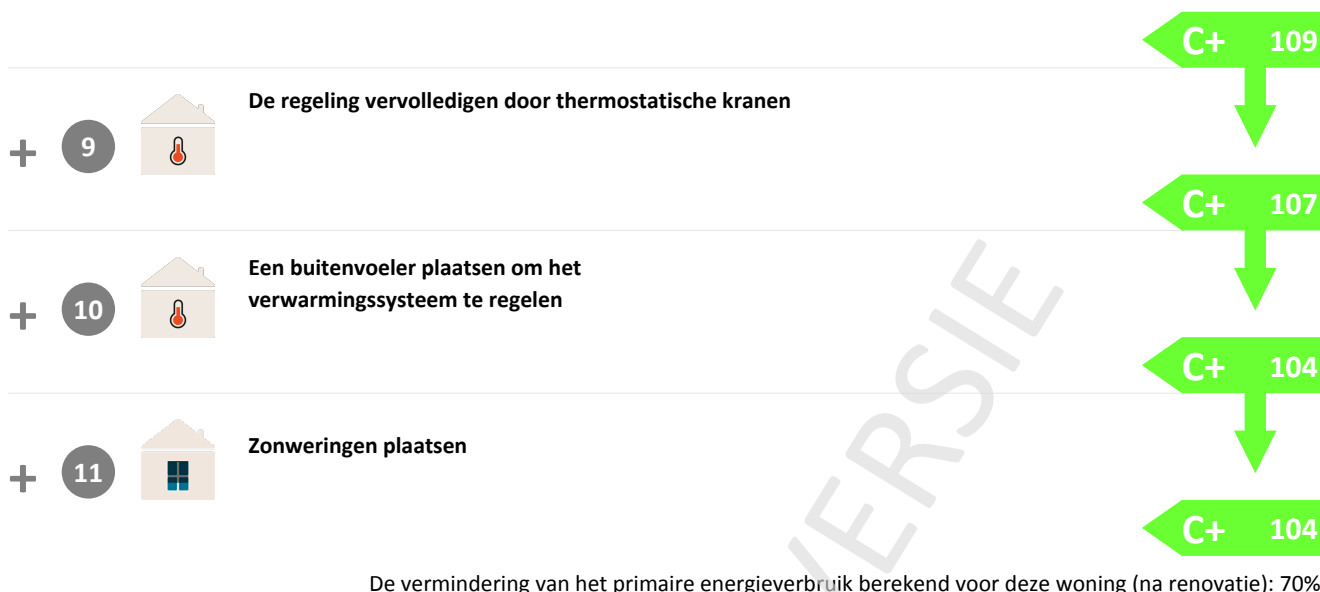 C+ 109
De regeling vervolledigen door thermostatische kranen
+ 9
C+ 107
Een buitenvoeler plaatsen om het
verwarmingssysteem te regelen
+ 10
C+ 104
Zonweringen plaatsen
+ 11
VERSIE
C+ 104
De vermindering van het primaire energieverbruik berekend voor deze woning (na renovatie): 70%